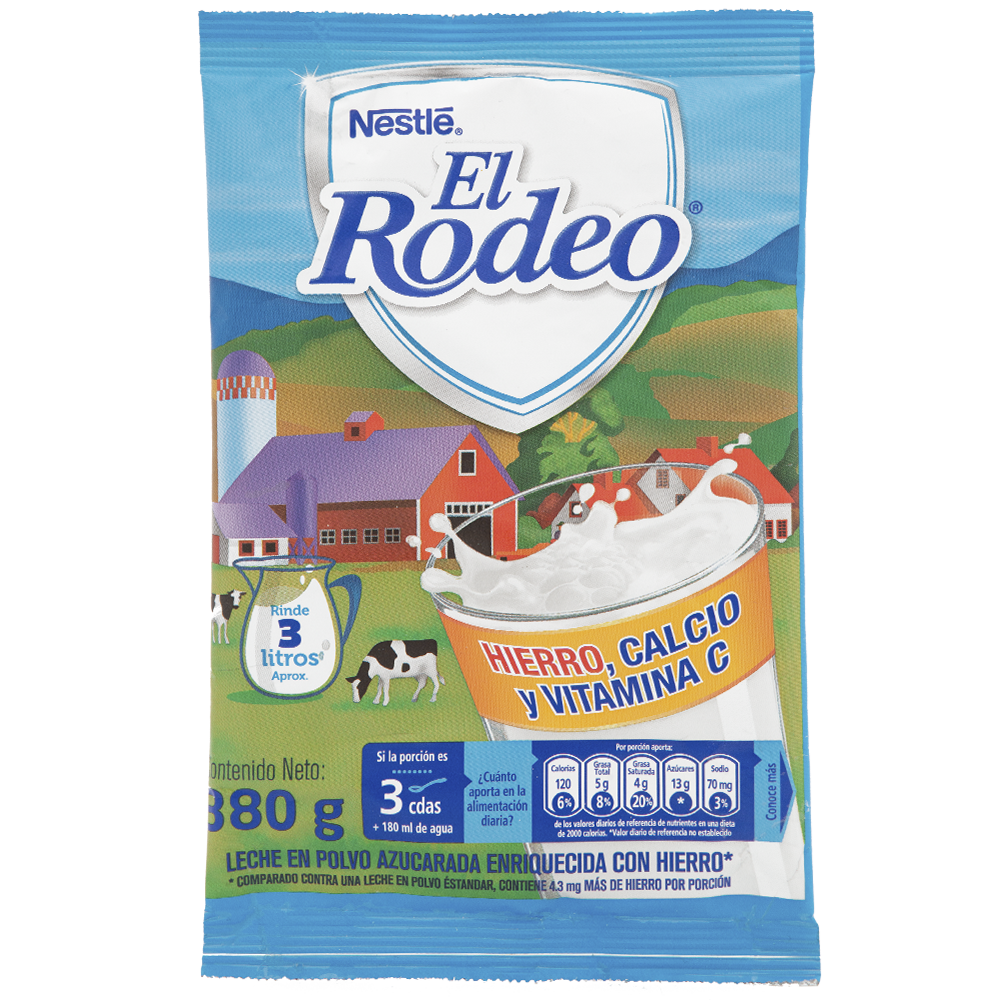 Nestlé®
El
Rodeo®
Rinde
3
litros
Aprox.
HIERRO, CALCIO
y VITAMINA C
ontenido Neto:
380 g
Si la porción es
3 cdas
+ 180 ml de agua
¿Cuánto
aporta en la
alimentación
diaria?
Por porción aporta:
Calorías
120
6%
Grasa
Total
5 g
8%
Grasa
Saturada
4 g
20%
Azúcares
13 g
*
Sodio
70 mg
3%
de los valores diarios de referencia de nutrientes en una dieta
de 2000 calorías. *Valor diario de referencia no establecido
Conoce más
LECHE EN POLVO AZUCARADA ENRIQUECIDA CON HIERRO*
* COMPARADO CONTRA UNA LECHE EN POLVO ÉSTANDAR, CONTIENE 4.3 mg MÁS DE HIERRO POR PORCIÓN